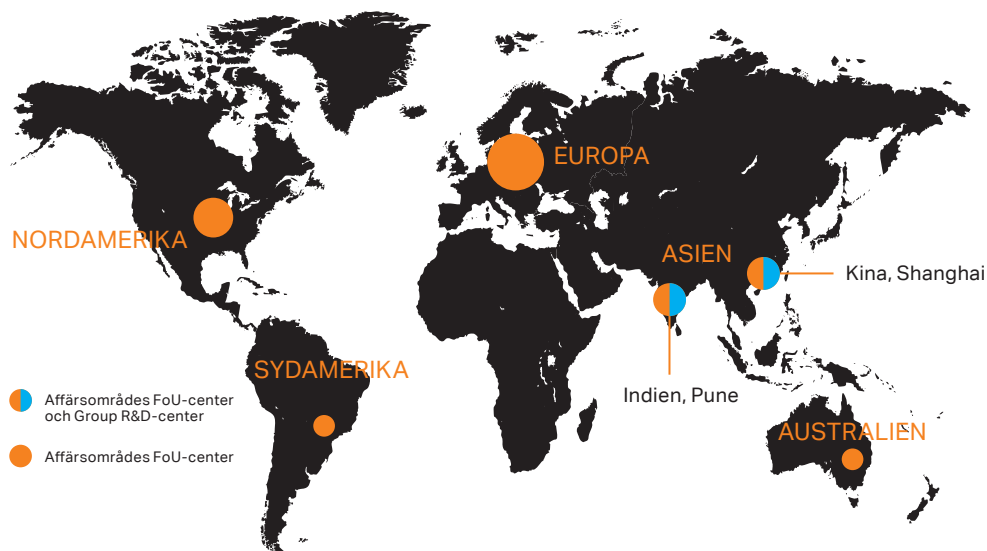 EUROPA
NORDAMERIKA
ASIEN
Kina, Shanghai
SYDAMERIKA
Indien, Pune
Affärsområdes FoU-center
och Group R&D-center
AUSTRALIEN
Affärsområdes FoU-center